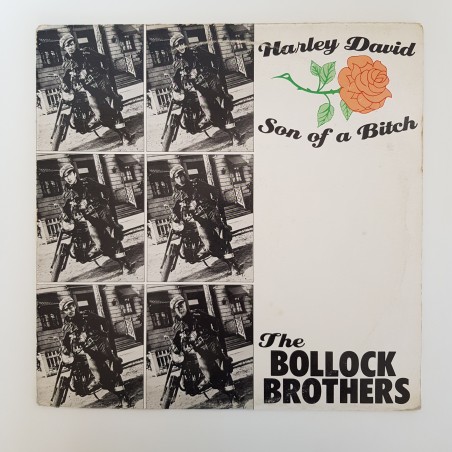 Harley David
Son of a Bitch
The
BOLLOCK
BROTHERS